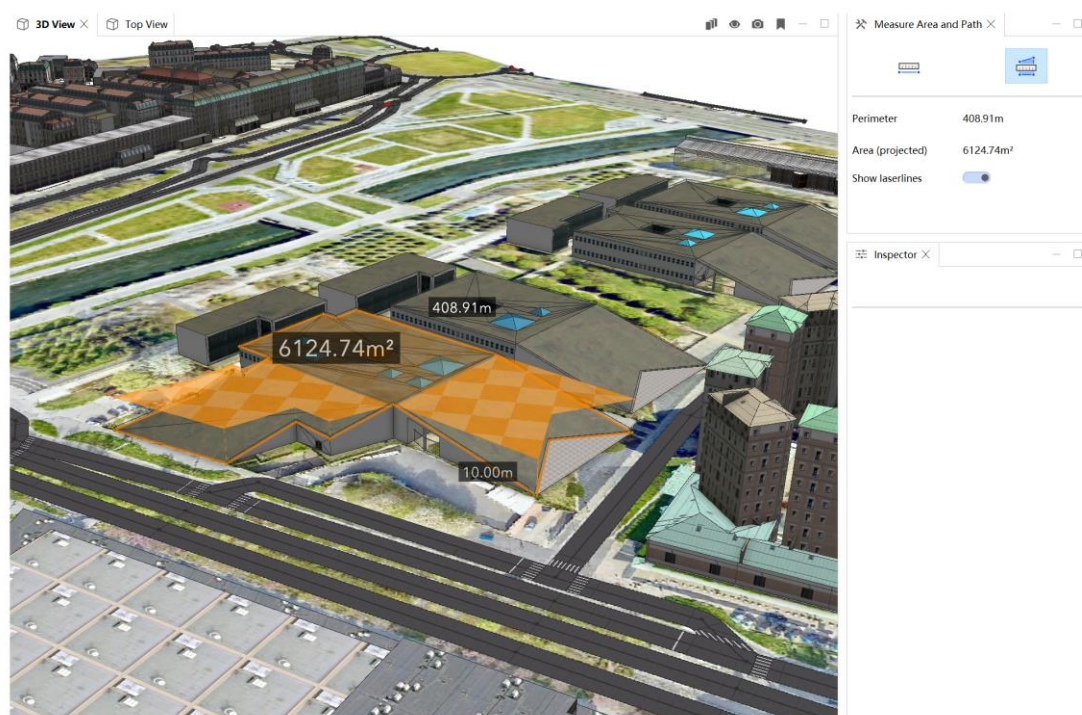 3D View
Top View
Measure Area and Path
Perimeter 408.91m
Area (projected) 6124.74m²
Show laserlines
Inspector
408.91m
6124.74m²
10.00m